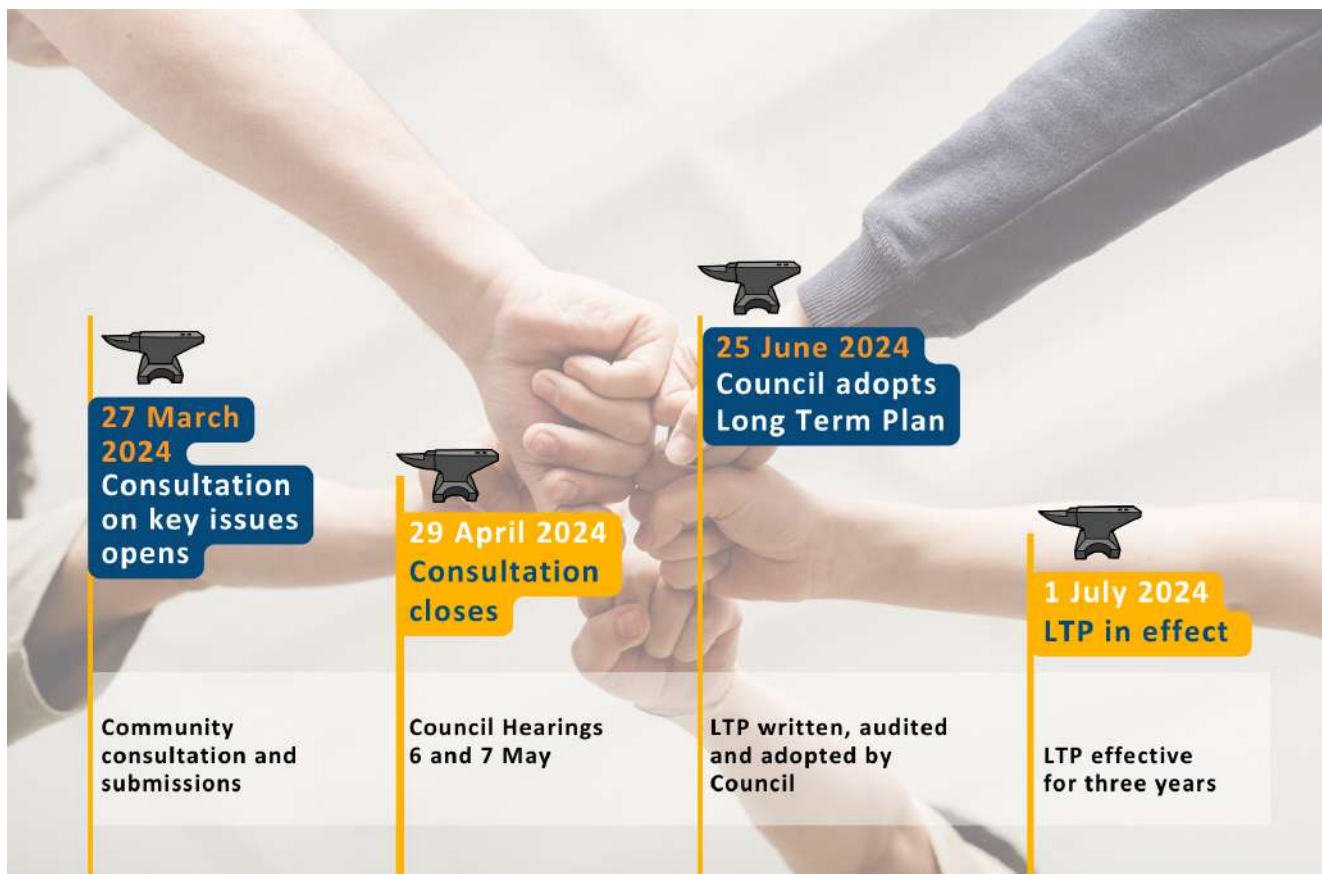 27 March
2024
Consultation
on key issues
opens
Community
consultation and
submissions
29 April 2024
Consultation
closes
Council Hearings
6 and 7 May
25 June 2024
Council adopts
Long Term Plan
LTP written, audited
and adopted by
Council
1 July 2024
LTP in effect
LTP effective
for three years